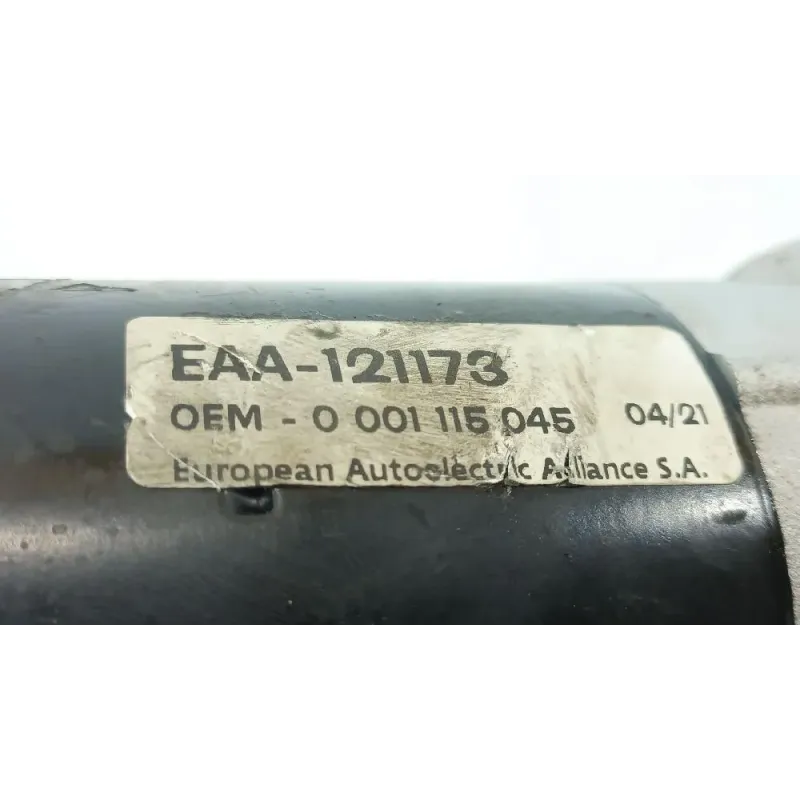 EAA-121173
OEM - 0 001 115 045 04/21
European Autoelectric Alliance S.A.